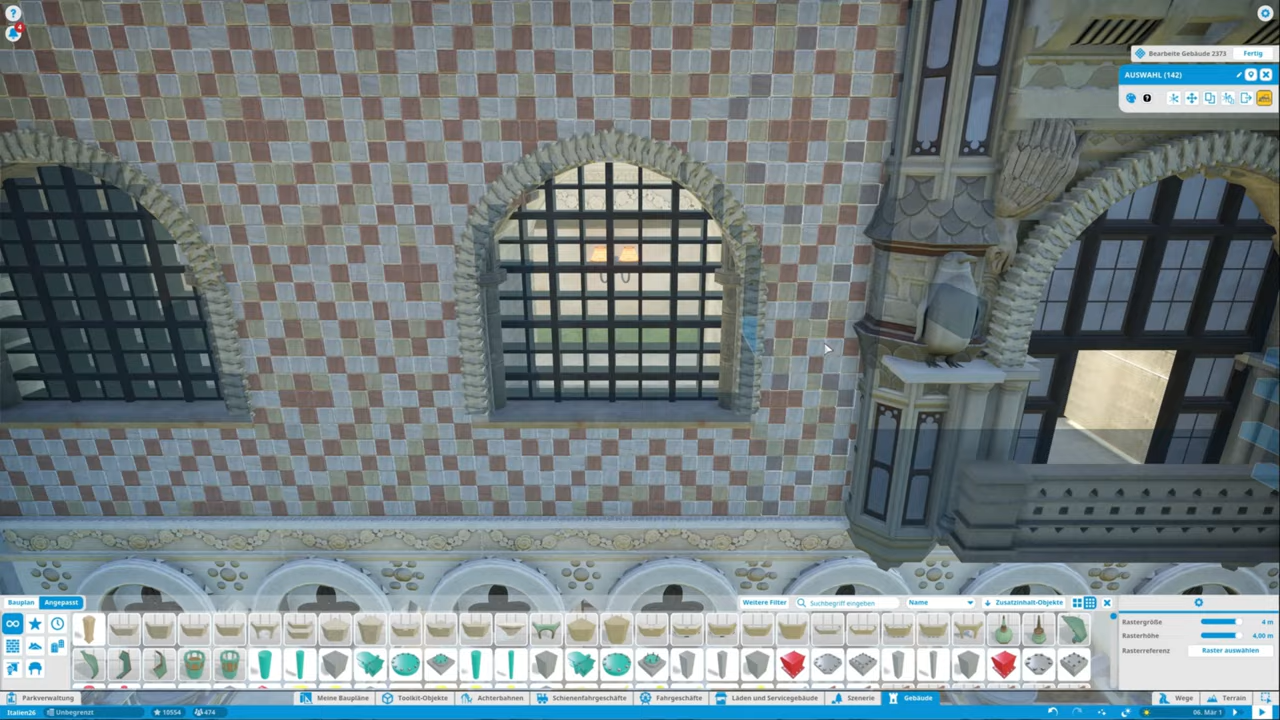 ?
4
Bearbeite Gebäude 2373 Fertig
AUSWAHL (142)
?
Bauplan Angepasst
Weitere Filter Suchbegriff eingeben Name Zusatzinhalt-Objekte
Rastergröße 4 m
Rasterhöhe 4,00 m
Rasterreferenz Raster auswählen
Parkverwaltung Meine Baupläne Toolkit-Objekte Achterbahnen Schienenfahrgeschäfte Fahrgeschäfte Läden und Servicegebäude Szenerie Gebäude Wege Terrain
Italien26 Unbegrenzt 10554 474 06. Mär 1